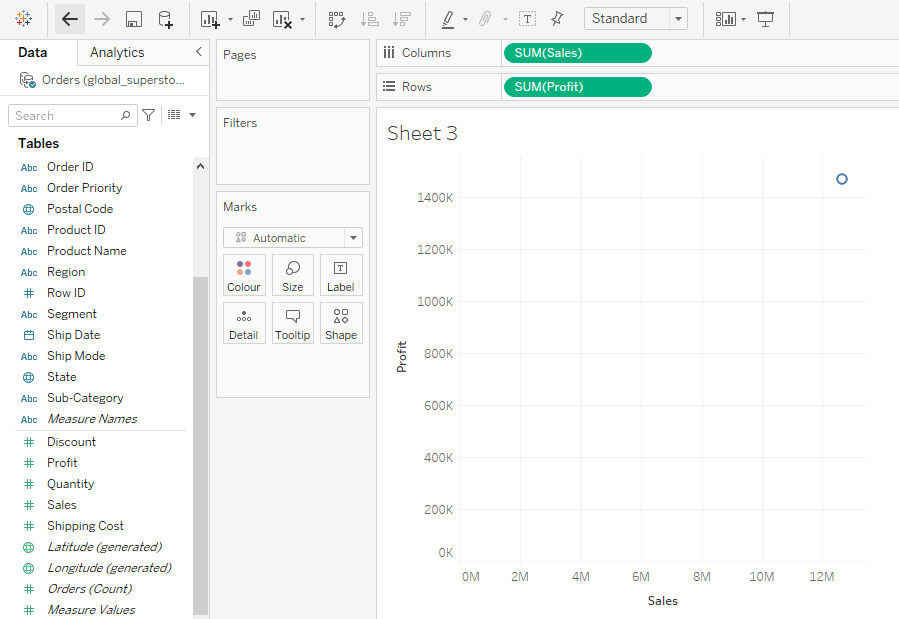 Standard
Data
Analytics
Pages
Columns
SUM(Sales)
Orders (global_supersto...
Rows
SUM(Profit)
Search
Filters
Tables
Sheet 3
Abc Order ID
Abc Order Priority
Postal Code
Abc Product ID
Abc Product Name
Abc Region
# Row ID
Abc Segment
Ship Date
Abc Ship Mode
State
Abc Sub-Category
Abc Measure Names
# Discount
# Profit
# Quantity
# Sales
# Shipping Cost
Latitude (generated)
Longitude (generated)
# Orders (Count)
# Measure Values
Marks
Automatic
Colour
Size
Label
Detail
Tooltip
Shape
1400K
1200K
1000K
800K
600K
400K
200K
0K
Profit
0M 2M 4M 6M 8M 10M 12M
Sales